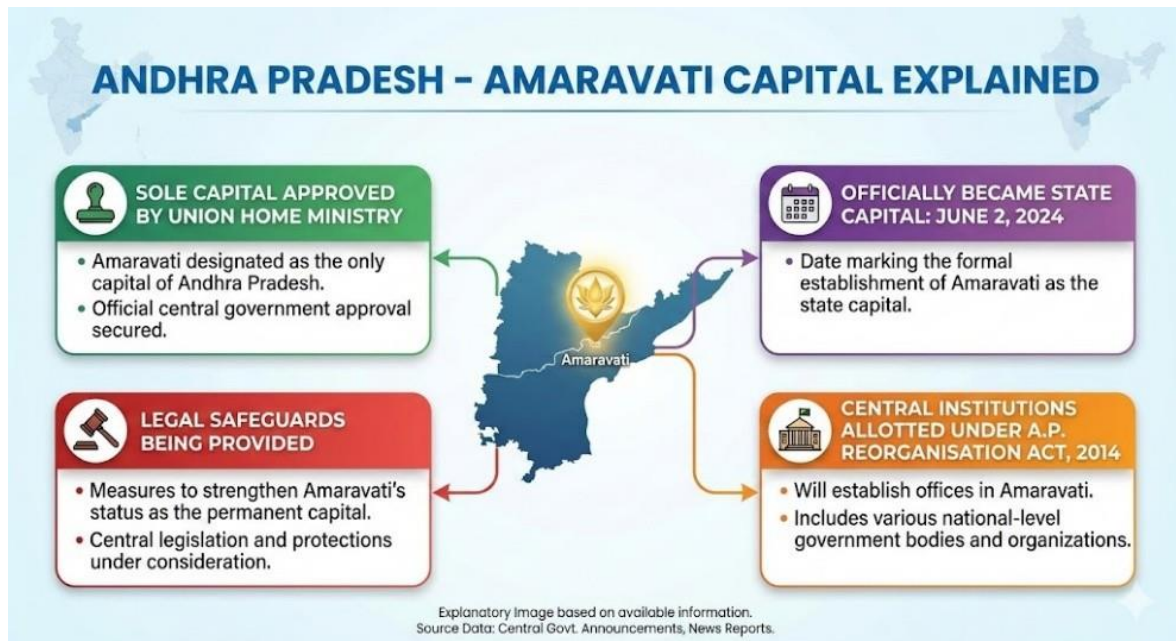 ANDHRA PRADESH – AMARAVATI CAPITAL EXPLAINED
SOLE CAPITAL APPROVED
BY UNION HOME MINISTRY
• Amaravati designated as the only
capital of Andhra Pradesh.
• Official central government approval
secured.
OFFICIALLY BECAME STATE
CAPITAL: JUNE 2, 2024
• Date marking the formal
establishment of Amaravati as the
state capital.
Amaravati
LEGAL SAFEGUARDS
BEING PROVIDED
• Measures to strengthen Amaravati's
status as the permanent capital.
• Central legislation and protections
under consideration.
CENTRAL INSTITUTIONS
ALLOTTED UNDER A.P.
REORGANISATION ACT, 2014
• Will establish offices in Amaravati.
• Includes various national-level
government bodies and organizations.
Explanatory Image based on available information.
Source Data: Central Govt. Announcements, News Reports.